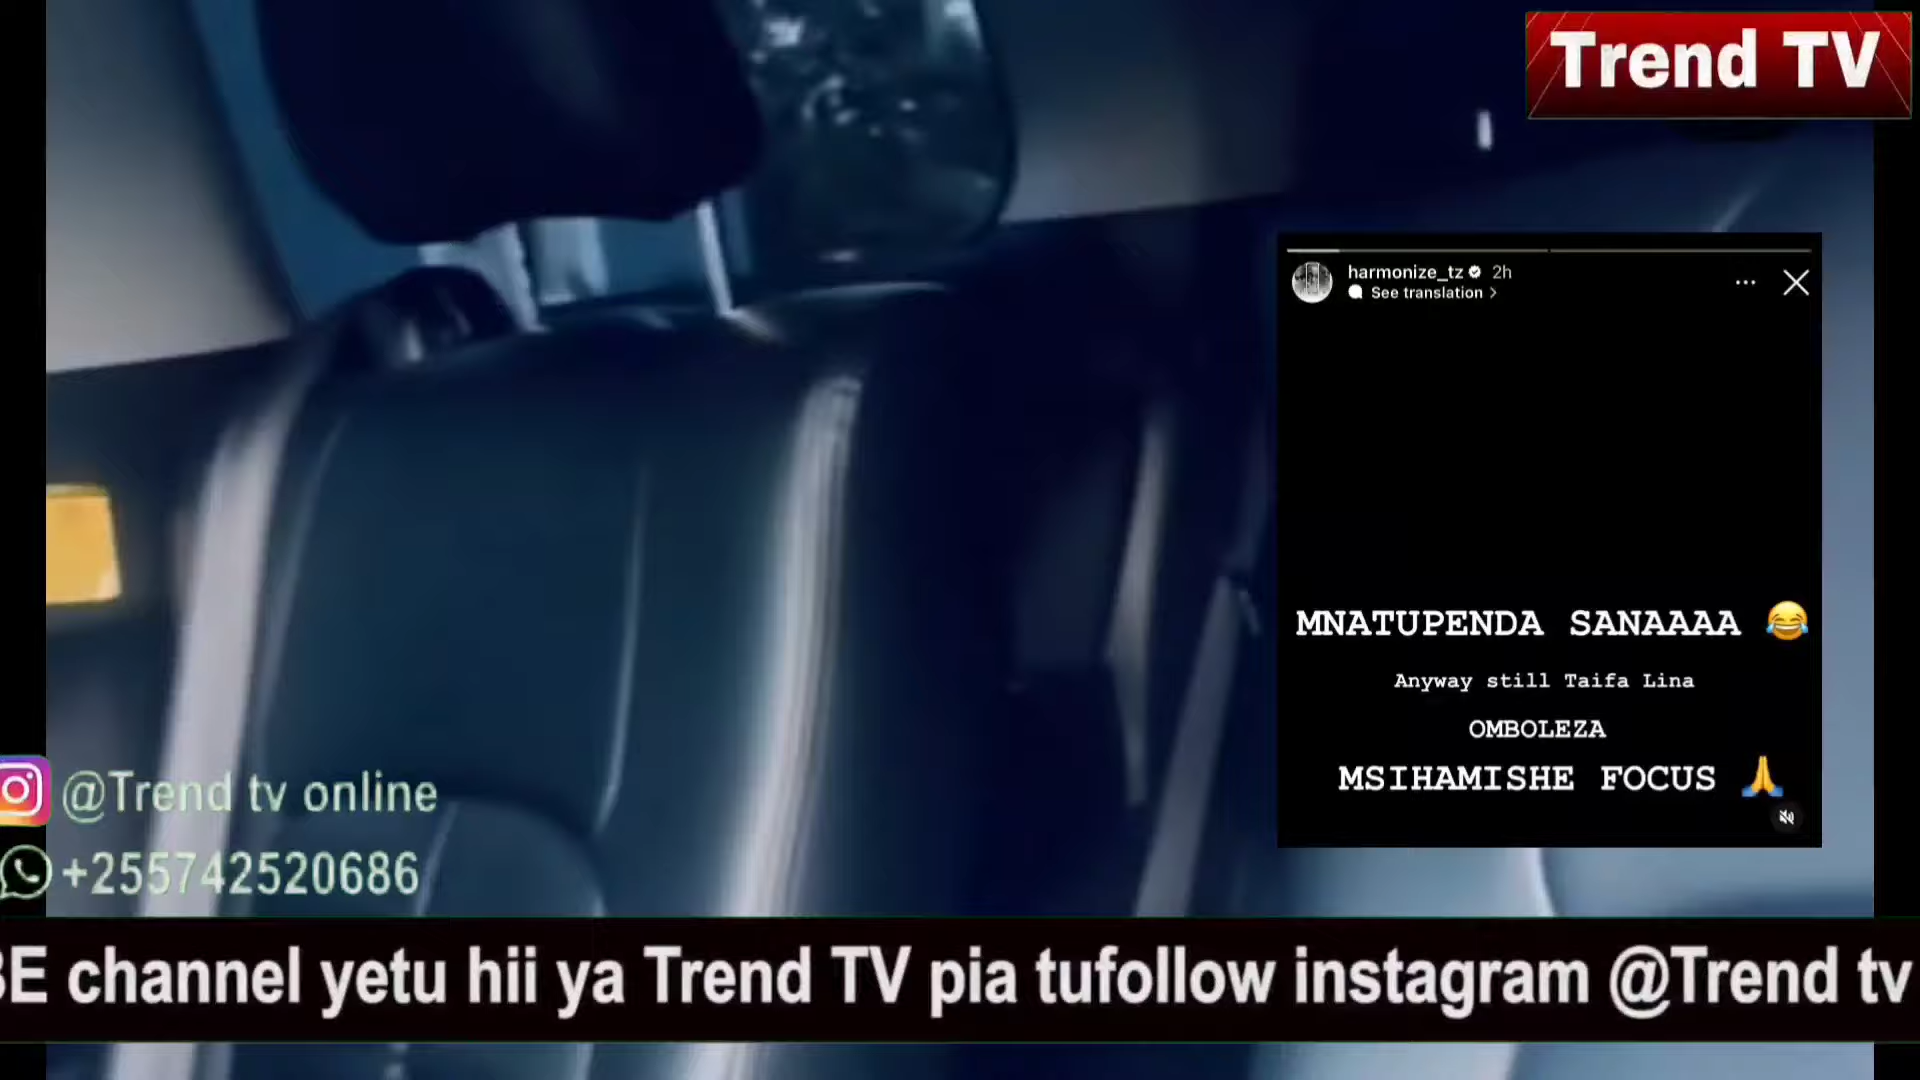 Trend TV
harmonize_tz 2h
See translation >
MNATUPENDA SANAAAA 😂
Anyway still Taifa Lina
OMBOLEZA
MSIHAMISHE FOCUS 🙏
@Trend tv online
+255742520686
BE channel yetu hii ya Trend TV pia tufollow instagram @Trend tv